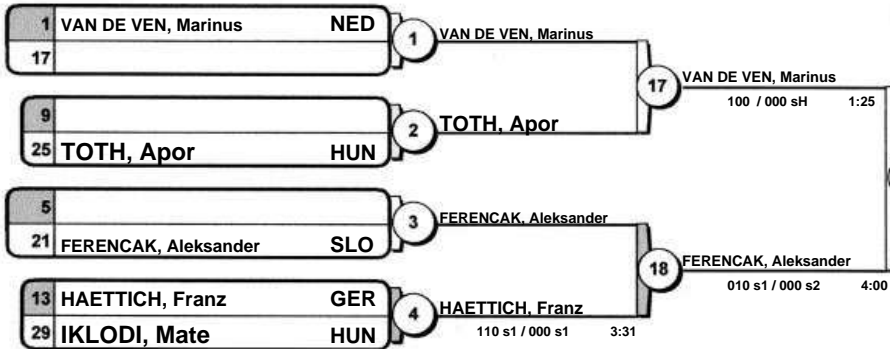 1 VAN DE VEN, Marinus NED
17
1 VAN DE VEN, Marinus
17 VAN DE VEN, Marinus
100 / 000 sH 1:25
9
25 TOTH, Apor HUN
2 TOTH, Apor
5
21 FERENCAK, Aleksander SLO
3 FERENCAK, Aleksander
18 FERENCAK, Aleksander
010 s1 / 000 s2 4:00
13 HAETTICH, Franz GER
29 IKLODI, Mate HUN
4 HAETTICH, Franz
110 s1 / 000 s1 3:31